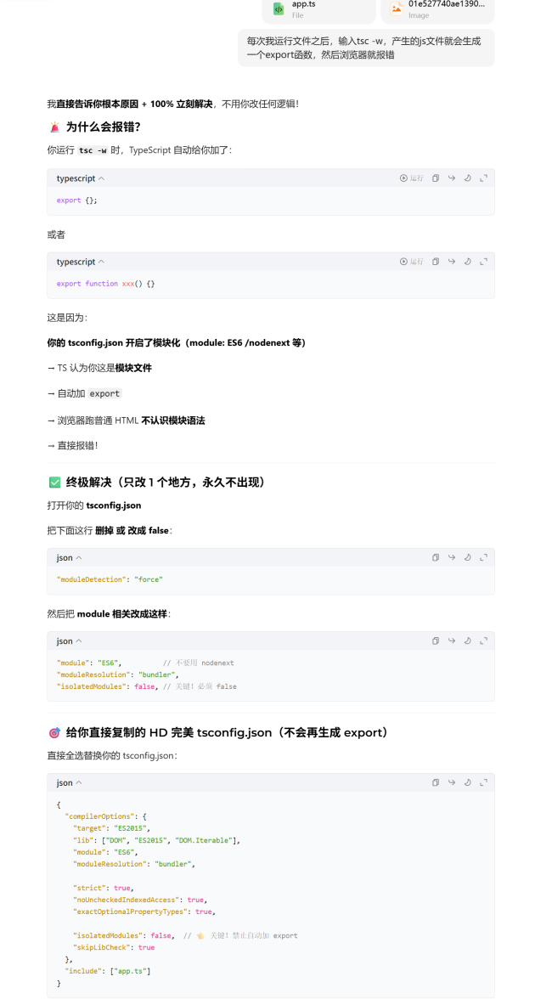 app.ts
File
01e527740ae1390...
Image
每次我运行文件之后，输入tsc -w，产生的js文件就会生成
一个export函数，然后浏览器就报错
我直接告诉你根本原因 + 100% 立刻解决，不用你改任何逻辑！
🚨 为什么会报错？
你运行 tsc -w 时，TypeScript 自动给你加了：
typescript
运行
export {};
或者
typescript
运行
export function xxx() {}
这是因为：
你的 tsconfig.json 开启了模块化（module: ES6 /nodenext 等）
→ TS 认为你这是模块文件
→ 自动加 export
→ 浏览器跑普通 HTML 不认识模块语法
→ 直接报错！
✅ 终极解决（只改 1 个地方，永久不出现）
打开你的 tsconfig.json
把下面这行 删掉 或 改成 false：
json
"moduleDetection": "force"
然后把 module 相关改成这样：
json
"module": "ES6",          // 不要用 nodenext
"moduleResolution": "bundler",
"isolatedModules": false, // 关键！必须 false
🎯 给你直接复制的 HD 完美 tsconfig.json（不会再生成 export）
直接全选替换你的 tsconfig.json：
json
{
  "compilerOptions": {
    "target": "ES2015",
    "lib": ["DOM", "ES2015", "DOM.Iterable"],
    "module": "ES6",
    "moduleResolution": "bundler",
    "strict": true,
    "noUncheckedIndexedAccess": true,
    "exactOptionalPropertyTypes": true,
    "isolatedModules": false,  // 👈 关键！禁止自动加 export
    "skipLibCheck": true
  },
  "include": ["app.ts"]
}